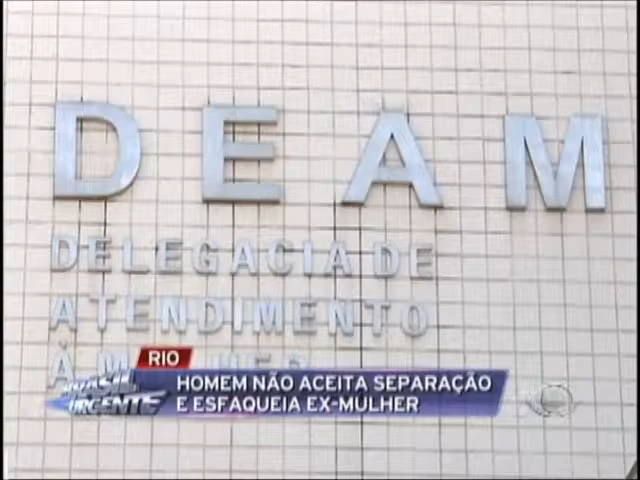 DEAM
DELEGACIA DE
ATENDIMENTO
À
RIO
HOMEM NÃO ACEITA SEPARAÇÃO
E ESFAQUEIA EX-MULHER
BRASIL
URGENTE